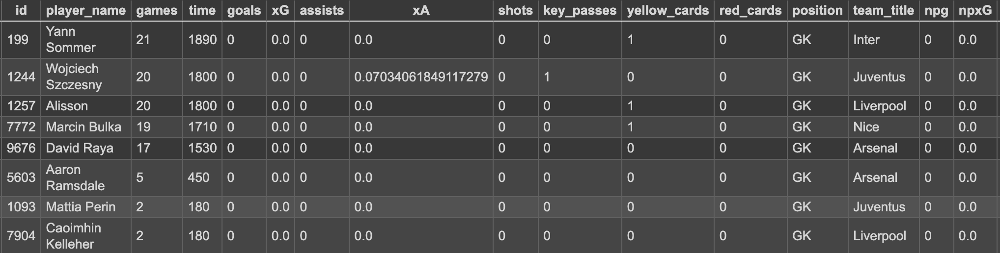 id player_name games time goals xG assists xA shots key_passes yellow_cards red_cards position team_title npg npxG
199 Yann Sommer 21 1890 0 0.0 0 0.0 0 0 1 0 GK Inter 0 0.0
1244 Wojciech Szczesny 20 1800 0 0.0 0 0.07034061849117279 0 1 0 0 GK Juventus 0 0.0
1257 Alisson 20 1800 0 0.0 0 0.0 0 0 1 0 GK Liverpool 0 0.0
7772 Marcin Bulka 19 1710 0 0.0 0 0.0 0 0 1 0 GK Nice 0 0.0
9676 David Raya 17 1530 0 0.0 0 0.0 0 0 0 0 GK Arsenal 0 0.0
5603 Aaron Ramsdale 5 450 0 0.0 0 0.0 0 0 0 0 GK Arsenal 0 0.0
1093 Mattia Perin 2 180 0 0.0 0 0.0 0 0 0 0 GK Juventus 0 0.0
7904 Caoimhin Kelleher 2 180 0 0.0 0 0.0 0 0 0 0 GK Liverpool 0 0.0